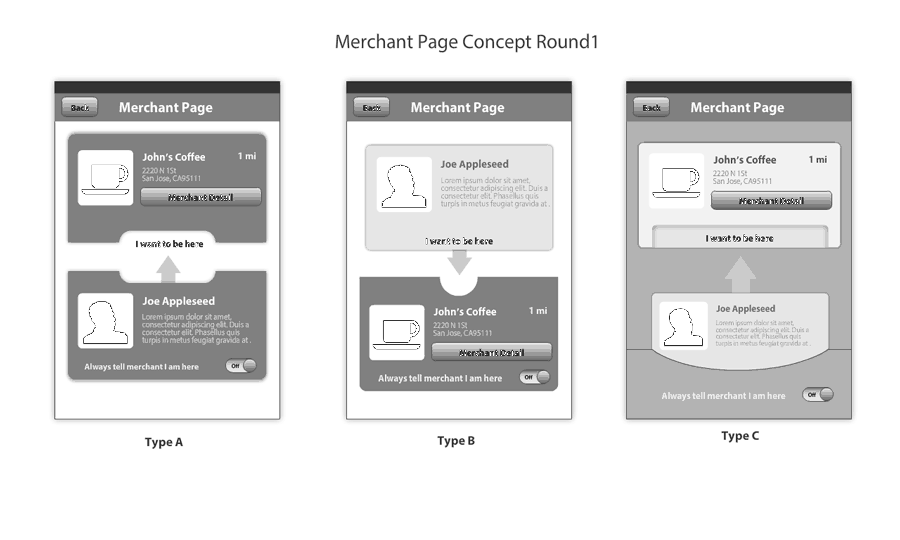 Merchant Page Concept Round1
Back
Merchant Page
John's Coffee
1 mi
2220 N 1St
San Jose, CA95111
Merchant Detail
I want to be here
Joe Appleseed
Lorem ipsum dolor sit amet,
consectetur adipiscing elit. Duis a
consectetur elit. Phasellus quis
turpis in metus feugiat gravida at .
Always tell merchant I am here
Off
Type A
Back
Merchant Page
Joe Appleseed
Lorem ipsum dolor sit amet,
consectetur adipiscing elit. Duis a
consectetur elit. Phasellus quis
turpis in metus feugiat gravida at .
I want to be here
John's Coffee
1 mi
2220 N 1St
San Jose, CA95111
Merchant Detail
Always tell merchant I am here
Off
Type B
Back
Merchant Page
John's Coffee
1 mi
2220 N 1St
San Jose, CA95111
Merchant Detail
I want to be here
Joe Appleseed
Lorem ipsum dolor sit amet,
consectetur adipiscing elit. Duis a
consectetur elit. Phasellus quis
turpis in metus feugiat gravida at .
Always tell merchant I am here
Off
Type C